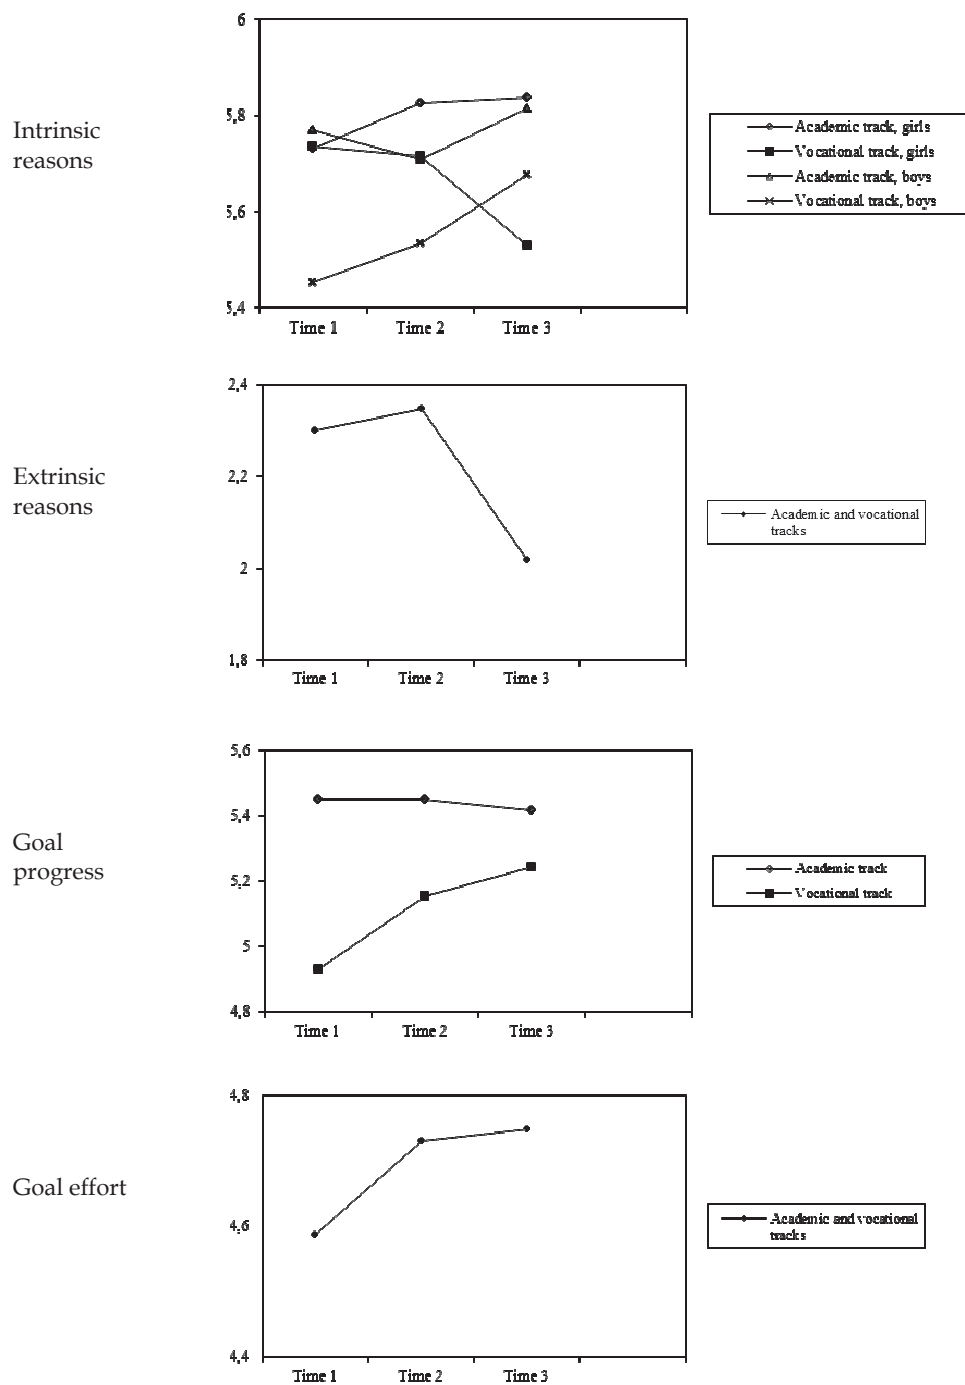 Intrinsic
reasons
6
5,8
5,6
5,4
Time 1 Time 2 Time 3
Academic track, girls
Vocational track, girls
Academic track, boys
Vocational track, boys
Extrinsic
reasons
2,4
2,2
2
1,8
Time 1 Time 2 Time 3
Academic and vocational
tracks
Goal
progress
5,6
5,4
5,2
5
4,8
Time 1 Time 2 Time 3
Academic track
Vocational track
Goal effort
4,8
4,6
4,4
Time 1 Time 2 Time 3
Academic and vocational
tracks